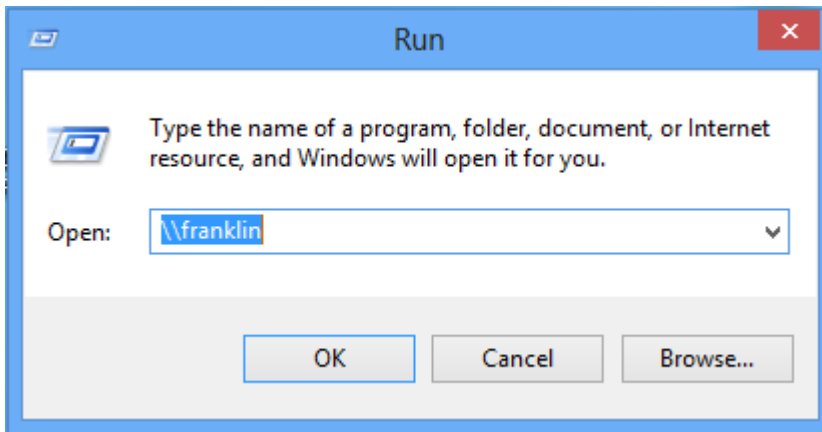 Run
Type the name of a program, folder, document, or Internet
resource, and Windows will open it for you.
Open: \\franklin
OK Cancel Browse...